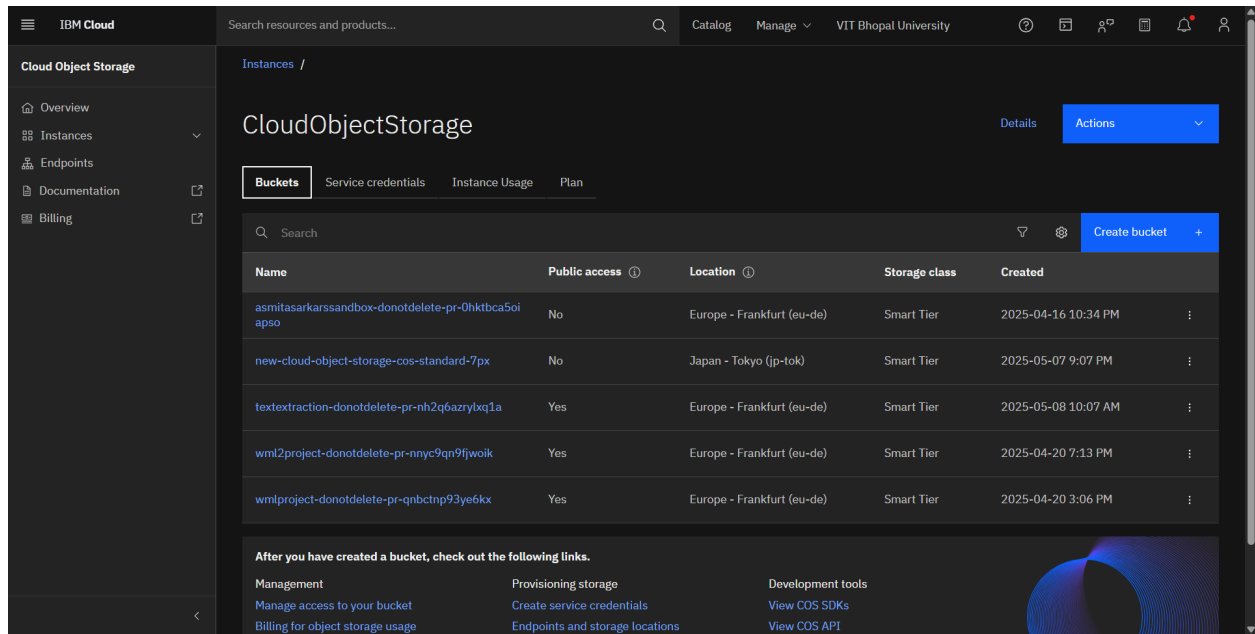 IBM Cloud
Search resources and products...
Catalog
Manage
VIT Bhopal University
Cloud Object Storage
Overview
Instances
Endpoints
Documentation
Billing
Instances /
CloudObjectStorage
Details
Actions
Buckets
Service credentials
Instance Usage
Plan
Search
Create bucket +
Name Public access Location Storage class Created
asmitasarkarssandbox-donotdelete-pr-0hktbca5oi
apso
No Europe - Frankfurt (eu-de) Smart Tier 2025-04-16 10:34 PM
new-cloud-object-storage-cos-standard-7px No Japan - Tokyo (jp-tok) Smart Tier 2025-05-07 9:07 PM
textextraction-donotdelete-pr-nh2q6azrylxq1a Yes Europe - Frankfurt (eu-de) Smart Tier 2025-05-08 10:07 AM
wml2project-donotdelete-pr-nnyc9qn9fjwoik Yes Europe - Frankfurt (eu-de) Smart Tier 2025-04-20 7:13 PM
wmlproject-donotdelete-pr-qnbctnp93ye6kx Yes Europe - Frankfurt (eu-de) Smart Tier 2025-04-20 3:06 PM
After you have created a bucket, check out the following links.
Management
Manage access to your bucket
Billing for object storage usage
Provisioning storage
Create service credentials
Endpoints and storage locations
Development tools
View COS SDKs
View COS API